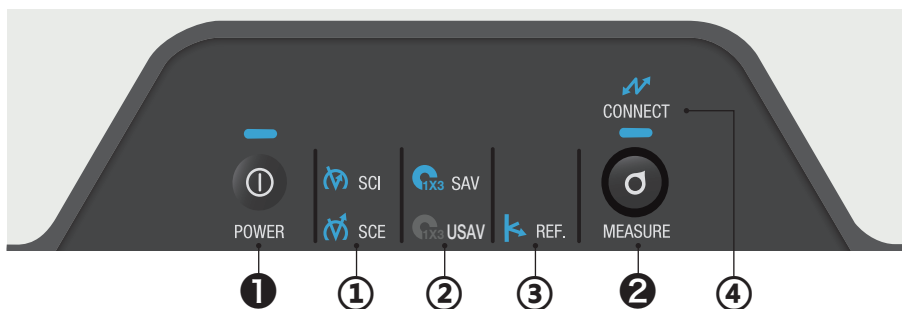 CONNECT
1X3
SCI
SAV
POWER
SCE
1X3
USAV
REF.
MEASURE
❶
①
②
③
❷
④